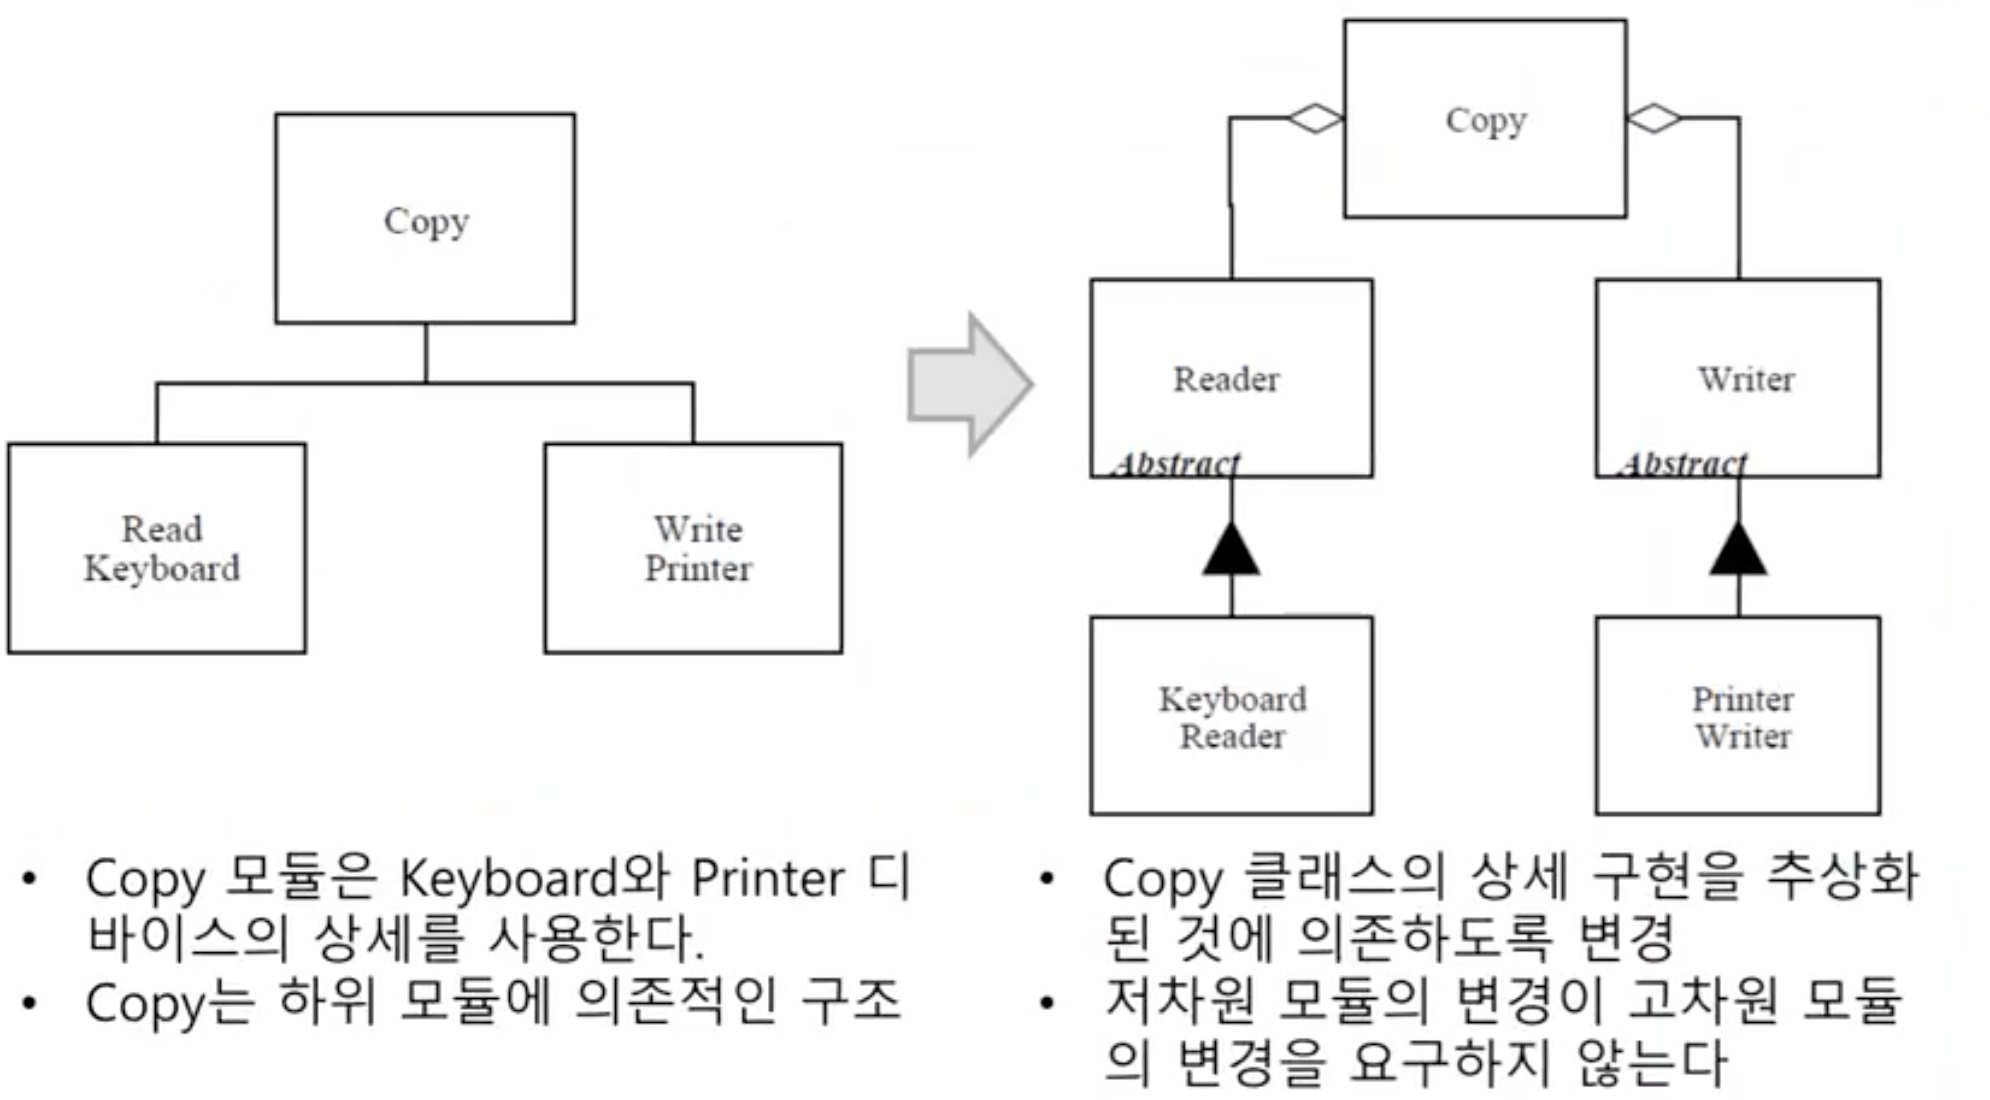 Copy
Read
Keyboard
Write
Printer
Copy
Reader
Abstract
Writer
Abstract
Keyboard
Reader
Printer
Writer
• Copy 모듈은 Keyboard와 Printer 디
바이스의 상세를 사용한다.
• Copy는 하위 모듈에 의존적인 구조
• Copy 클래스의 상세 구현을 추상화
된 것에 의존하도록 변경
• 저차원 모듈의 변경이 고차원 모듈
의 변경을 요구하지 않는다